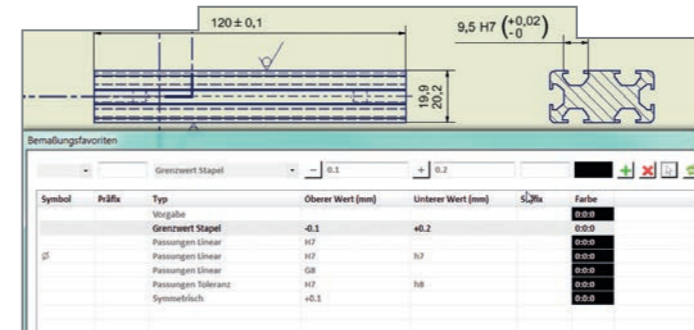 120 ± 0,1
9,5 H7 (+0,02 -0)
19,9
20,2
Bemaßungsfavoriten
Grenzwert Stapel - 0.1 + 0.2
Symbol Präfix Typ Oberer Wert (mm) Unterer Wert (mm) Farbe
Vorgabe 0:0:0
Grenzwert Stapel -0.1 +0.2 0:0:0
Passungen Linear H7 0:0:0
Ø Passungen Linear H7 h7 0:0:0
Passungen Linear G8 0:0:0
Passungen Toleranz H7 h8 0:0:0
Symmetrisch +0.1 0:0:0